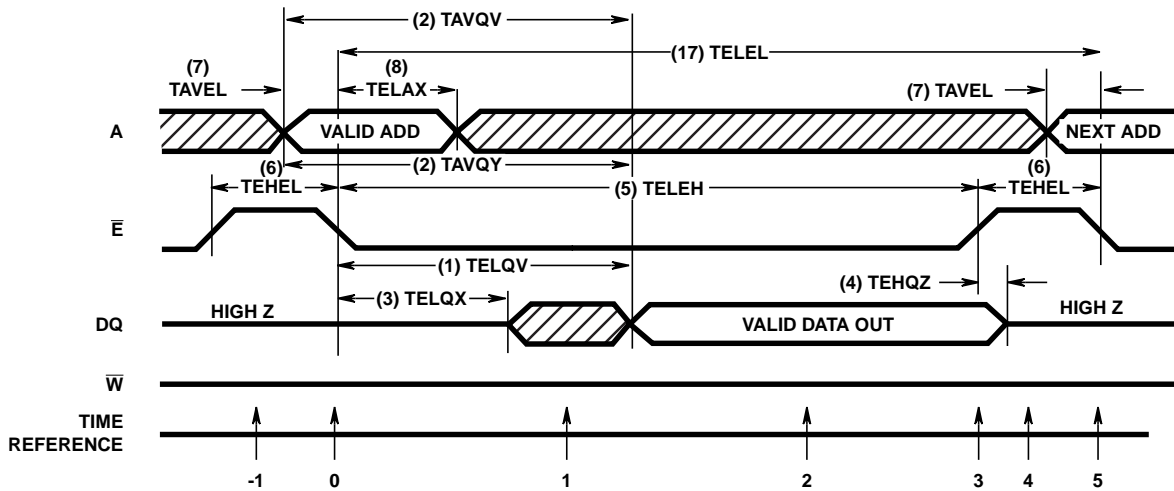 (2) TAVQV
(17) TELEL
(7)
TAVEL
(8)
TELAX
(7) TAVEL
A
VALID ADD
NEXT ADD
(2) TAVQY
(6)
TEHEL
(5) TELEH
(6)
TEHEL
E
(1) TELQV
(4) TEHQZ
(3) TELQX
HIGH Z
HIGH Z
DQ
VALID DATA OUT
W
TIME
REFERENCE
-1 0 1 2 3 4 5